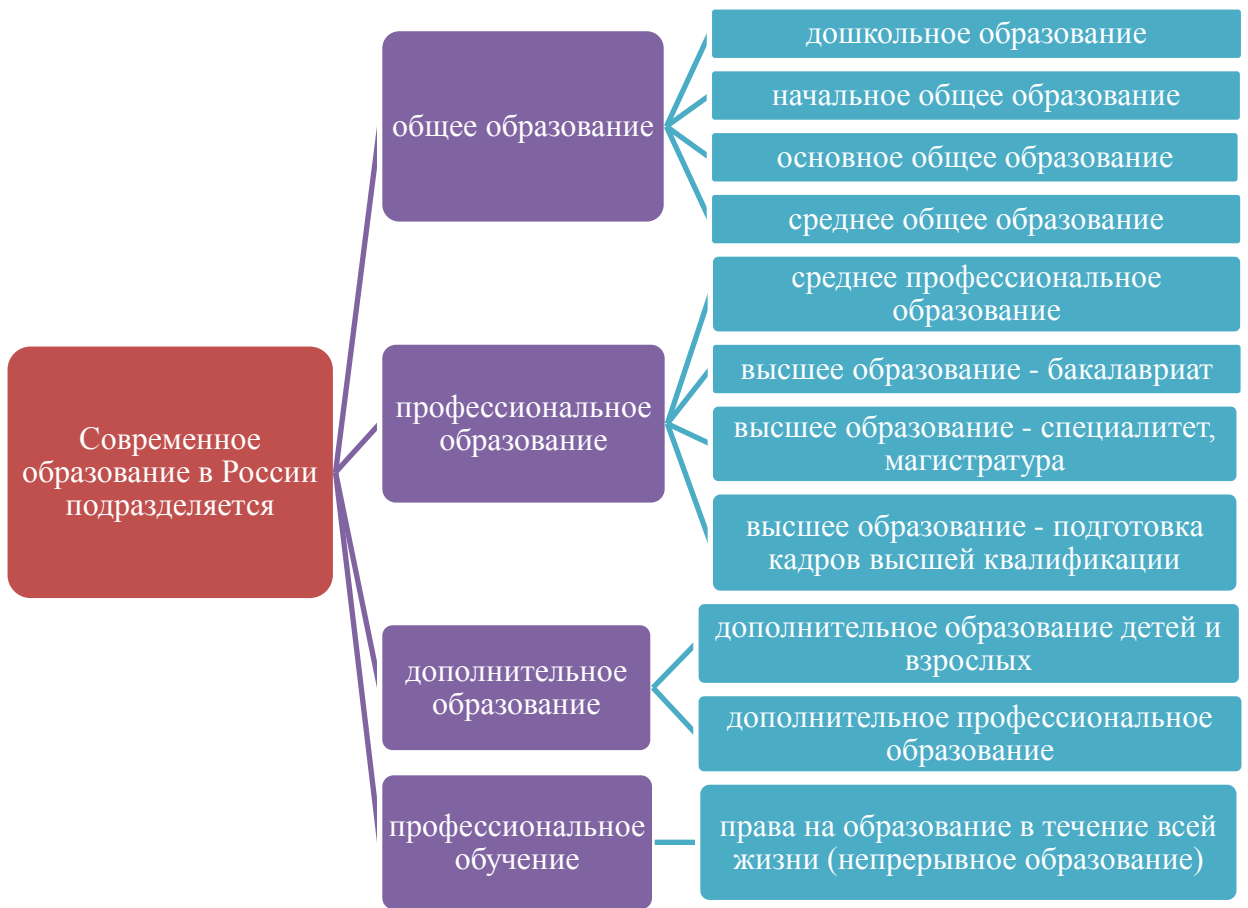 Современное
образование в России
подразделяется
общее образование
дошкольное образование
начальное общее образование
основное общее образование
среднее общее образование
профессиональное
образование
среднее профессиональное
образование
высшее образование - бакалавриат
высшее образование - специалитет,
магистратура
высшее образование - подготовка
кадров высшей квалификации
дополнительное
образование
дополнительное образование детей и
взрослых
дополнительное профессиональное
образование
профессиональное
обучение
права на образование в течение всей
жизни (непрерывное образование)